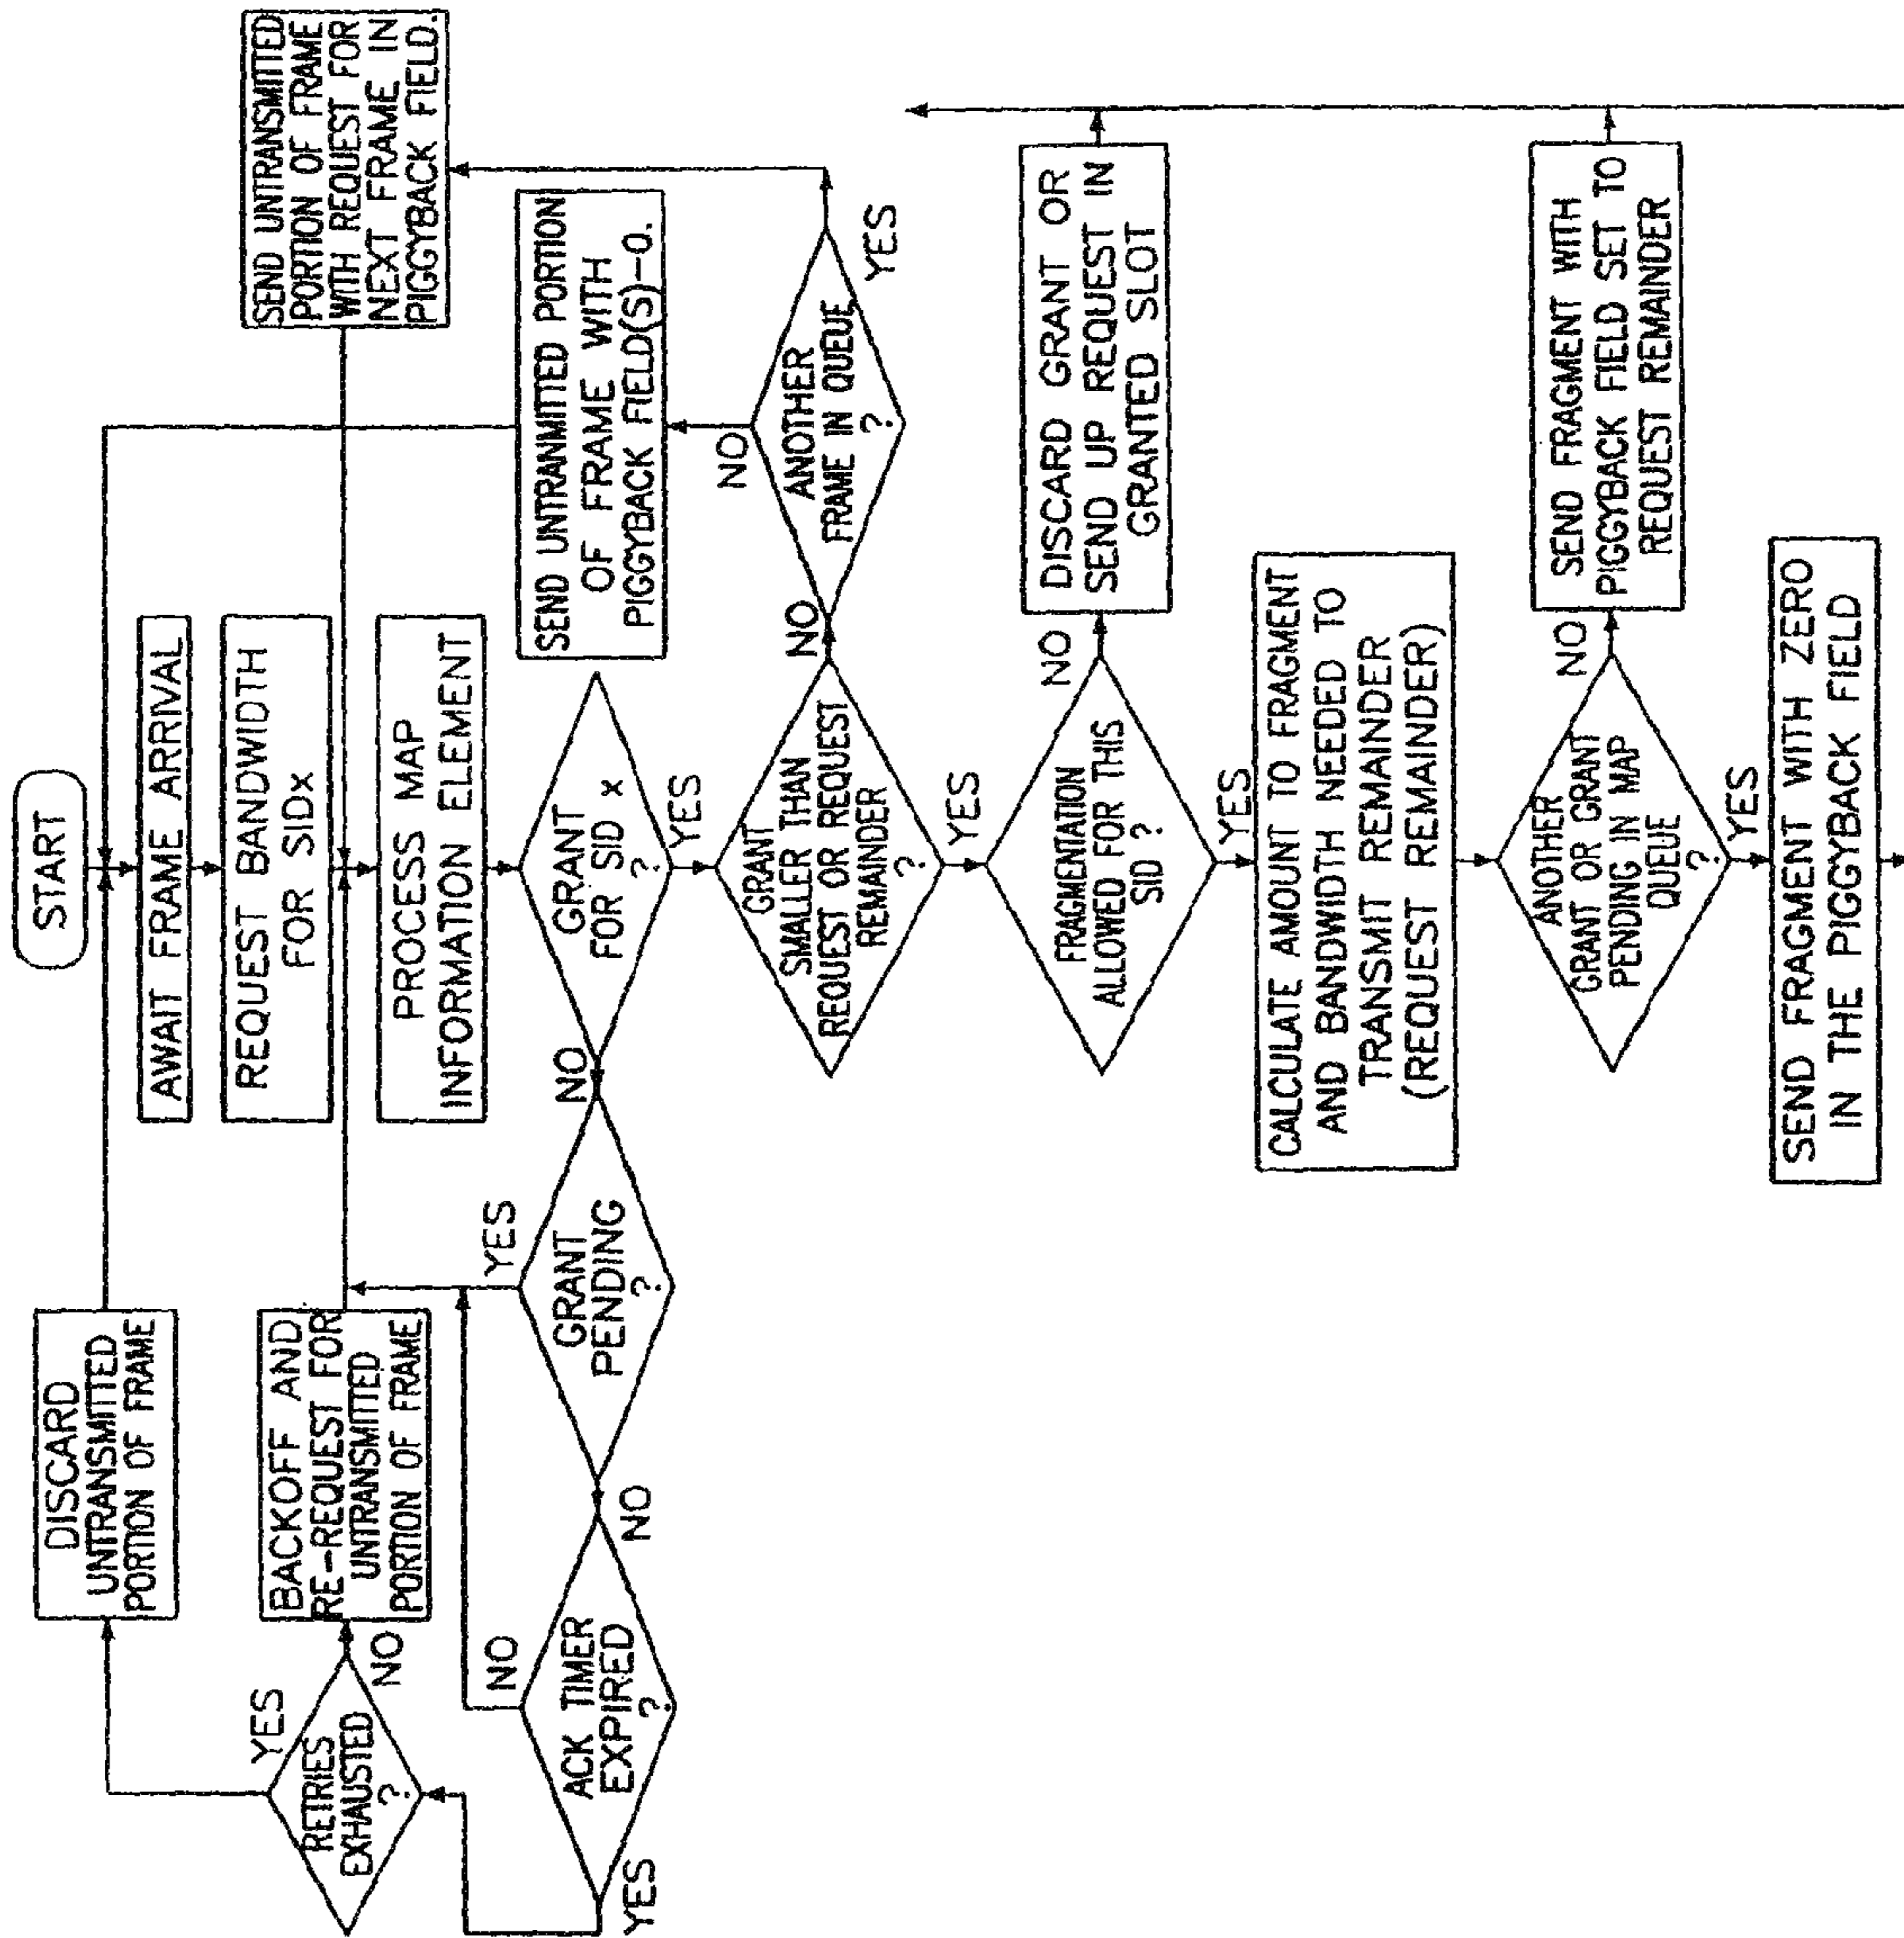 START
AWAIT FRAME ARRIVAL
REQUEST BANDWIDTH
FOR SIDx
PROCESS MAP
INFORMATION ELEMENT
GRANT
FOR SID x
?
YES
NO
GRANT
PENDING
?
YES
NO
ACK TIMER
EXPIRED
?
NO
YES
RETRIES
EXHAUSTED
?
YES
NO
DISCARD
UNTRANSMITTED
PORTION OF FRAME
BACKOFF AND
RE-REQUEST FOR
UNTRANSMITTED
PORTION OF FRAME
GRANT
SMALLER THAN
REQUEST OR REQUEST
REMAINDER
?
NO
YES
ANOTHER
FRAME IN QUEUE
?
NO
YES
SEND UNTRANMITTED PORTION
OF FRAME WITH
PIGGYBACK FIELD(S)-0.
SEND UNTRANSMITTED
PORTION OF FRAME
WITH REQUEST FOR
NEXT FRAME IN
PIGGYBACK FIELD.
FRAGMENTATION
ALLOWED FOR THIS
SID ?
NO
YES
DISCARD GRANT OR
SEND UP REQUEST IN
GRANTED SLOT
CALCULATE AMOUNT TO FRAGMENT
AND BANDWIDTH NEEDED TO
TRANSMIT REMAINDER
(REQUEST REMAINDER)
ANOTHER
GRANT OR GRANT
PENDING IN MAP
QUEUE
?
NO
YES
SEND FRAGMENT WITH
PIGGYBACK FIELD SET TO
REQUEST REMAINDER
SEND FRAGMENT WITH ZERO
IN THE PIGGYBACK FIELD